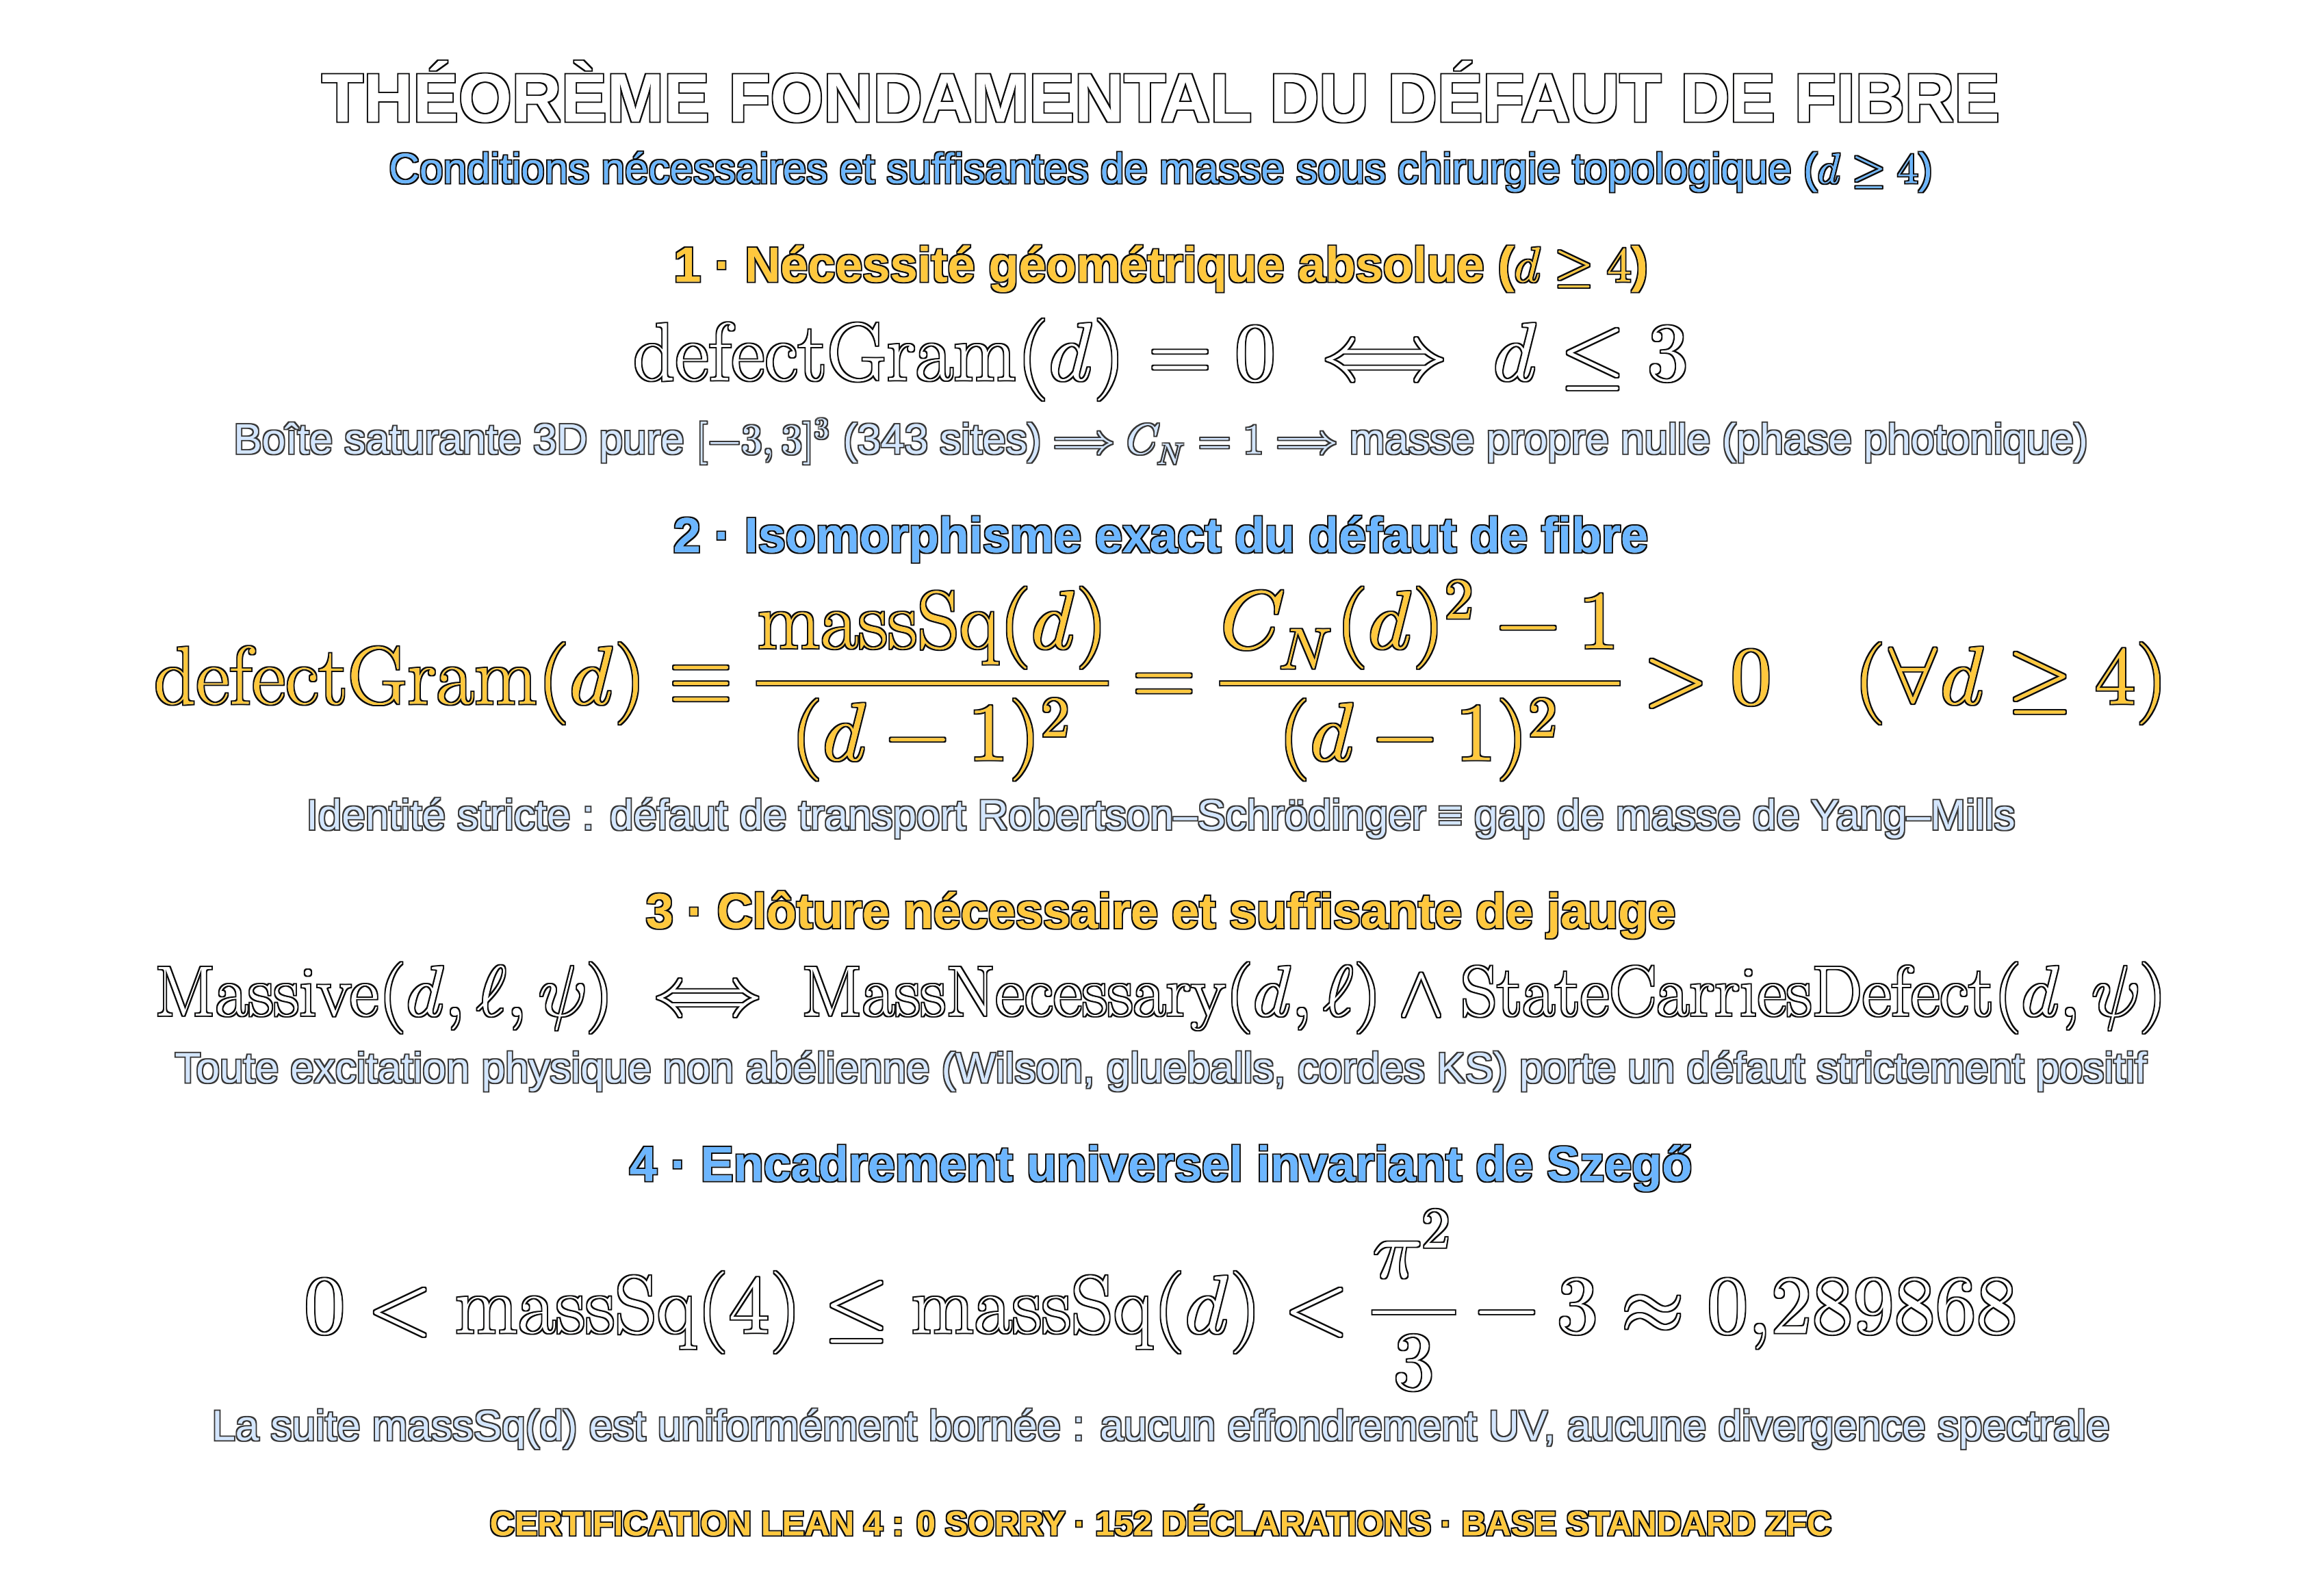 THÉORÈME FONDAMENTAL DU DÉFAUT DE FIBRE
Conditions nécessaires et suffisantes de masse sous chirurgie topologique (d ≥ 4)
1 · Nécessité géométrique absolue (d ≥ 4)
defectGram(d) = 0 ⟺ d ≤ 3
Boîte saturante 3D pure [−3, 3]³ (343 sites) ⟹ C_N = 1 ⟹ masse propre nulle (phase photonique)
2 · Isomorphisme exact du défaut de fibre
defectGram(d) ≡ massSq(d) / (d − 1)² = (C_N(d)² − 1) / (d − 1)² > 0 (∀d ≥ 4)
Identité stricte : défaut de transport Robertson–Schrödinger ≡ gap de masse de Yang–Mills
3 · Clôture nécessaire et suffisante de jauge
Massive(d, ℓ, ψ) ⟺ MassNecessary(d, ℓ) ∧ StateCarriesDefect(d, ψ)
Toute excitation physique non abélienne (Wilson, glueballs, cordes KS) porte un défaut strictement positif
4 · Encadrement universel invariant de Szegő
0 < massSq(4) ≤ massSq(d) < π²/3 − 3 ≈ 0,289868
La suite massSq(d) est uniformément bornée : aucun effondrement UV, aucune divergence spectrale
CERTIFICATION LEAN 4 : 0 SORRY · 152 DÉCLARATIONS · BASE STANDARD ZFC